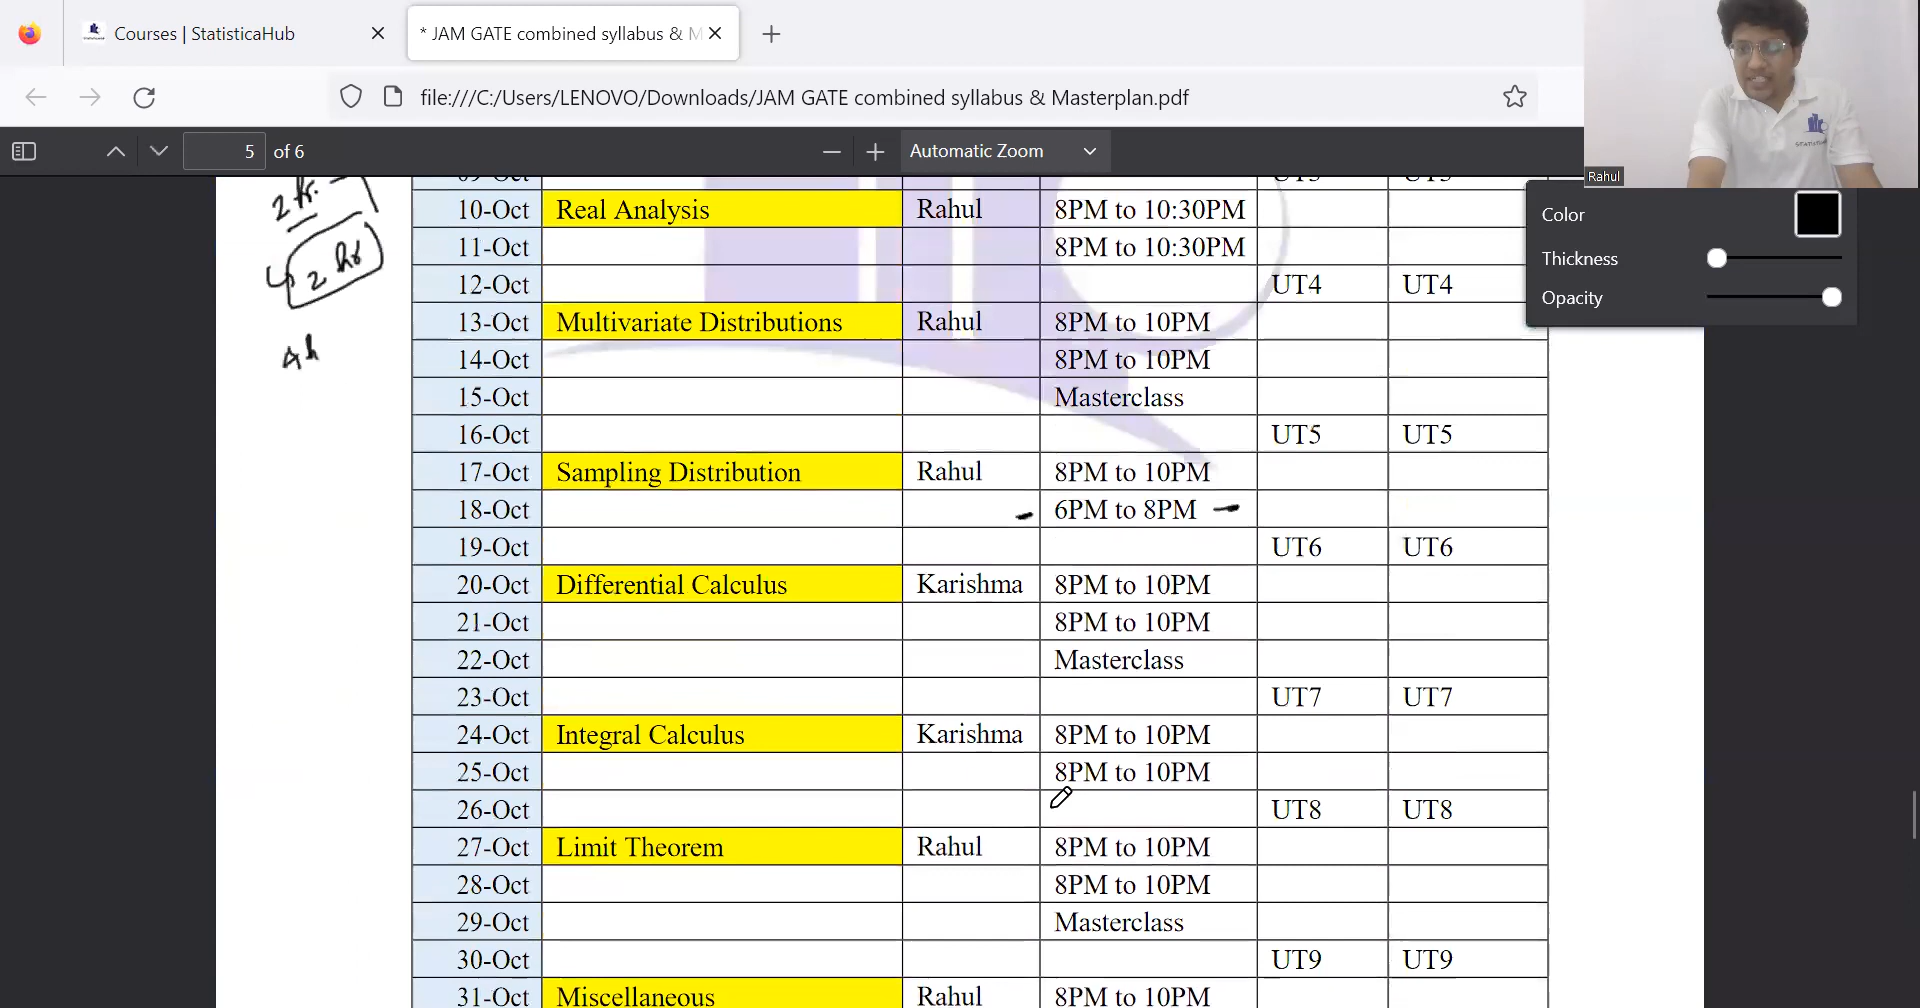 Courses | StatisticaHub
* JAM GATE combined syllabus & M
file:///C:/Users/LENOVO/Downloads/JAM GATE combined syllabus & Masterplan.pdf
5 of 6
Automatic Zoom
Rahul
Color
Thickness
Opacity
2 hr.
2 hr
4h
10-Oct Real Analysis Rahul 8PM to 10:30PM
11-Oct 8PM to 10:30PM
12-Oct UT4 UT4
13-Oct Multivariate Distributions Rahul 8PM to 10PM
14-Oct 8PM to 10PM
15-Oct Masterclass
16-Oct UT5 UT5
17-Oct Sampling Distribution Rahul 8PM to 10PM
18-Oct 6PM to 8PM
19-Oct UT6 UT6
20-Oct Differential Calculus Karishma 8PM to 10PM
21-Oct 8PM to 10PM
22-Oct Masterclass
23-Oct UT7 UT7
24-Oct Integral Calculus Karishma 8PM to 10PM
25-Oct 8PM to 10PM
26-Oct UT8 UT8
27-Oct Limit Theorem Rahul 8PM to 10PM
28-Oct 8PM to 10PM
29-Oct Masterclass
30-Oct UT9 UT9
31-Oct Miscellaneous Rahul 8PM to 10PM